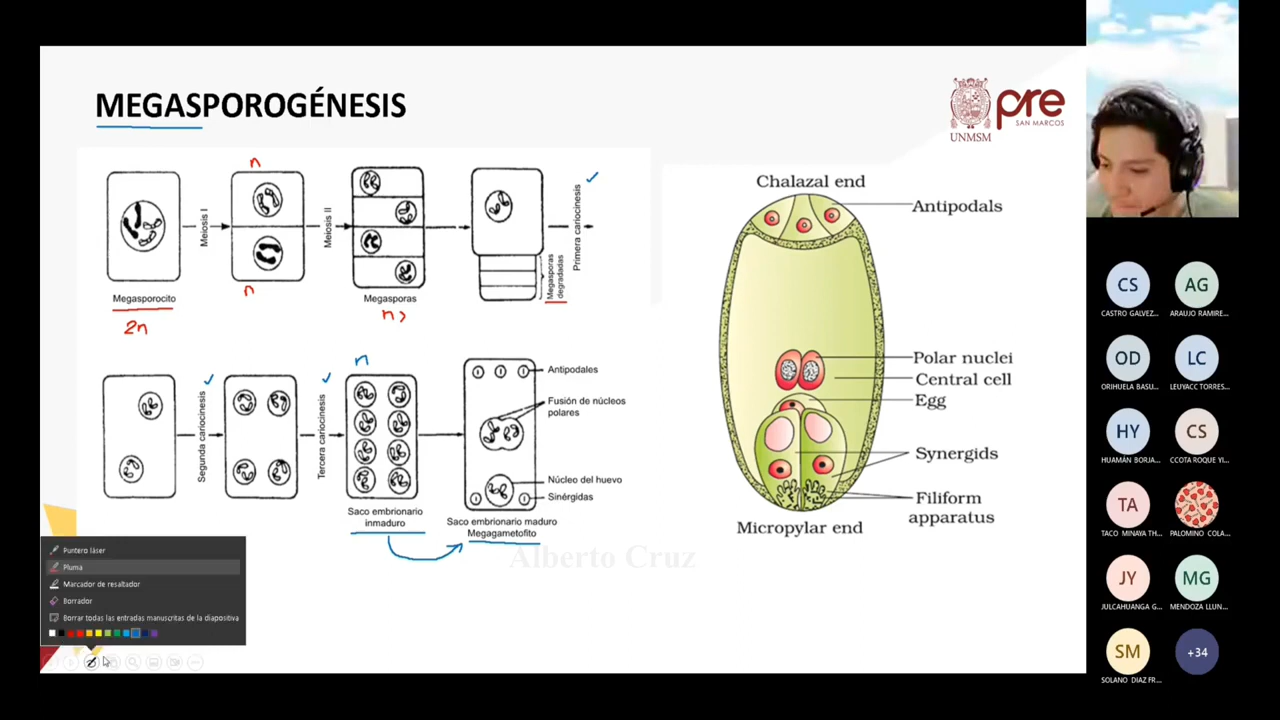 MEGASPOROGÉNESIS
UNMSM
pre
SAN MARCOS
n
n
Meiosis I
Meiosis II
Megasporas degradadas
Primera cariocinesis
Megasporocito
2n
Megasporas
n
n
Segunda cariocinesis
Tercera cariocinesis
Antipodales
Fusión de núcleos
polares
Núcleo del huevo
Sinérgidas
Saco embrionario
inmaduro
Saco embrionario maduro
Megagametofito
Chalazal end
Antipodals
Polar nuclei
Central cell
Egg
Synergids
Filiform
apparatus
Micropylar end
Alberto Cruz
Puntero láser
Pluma
Marcador de resaltador
Borrador
Borrar todas las entradas manuscritas de la diapositiva
CS
CASTRO GALVEZ...
AG
ARAUJO RAMIRE...
OD
ORIHUELA BASU...
LC
LEUYACC TORRES...
HY
HUAMÁN BORJA...
CS
CCOTA ROQUE YI...
TA
TACO MINAYA TH...
PALOMINO COLA...
JY
JULCAHUANGA G...
MG
MENDOZA LLUN...
SM
SOLANO DIAZ FR...
+34